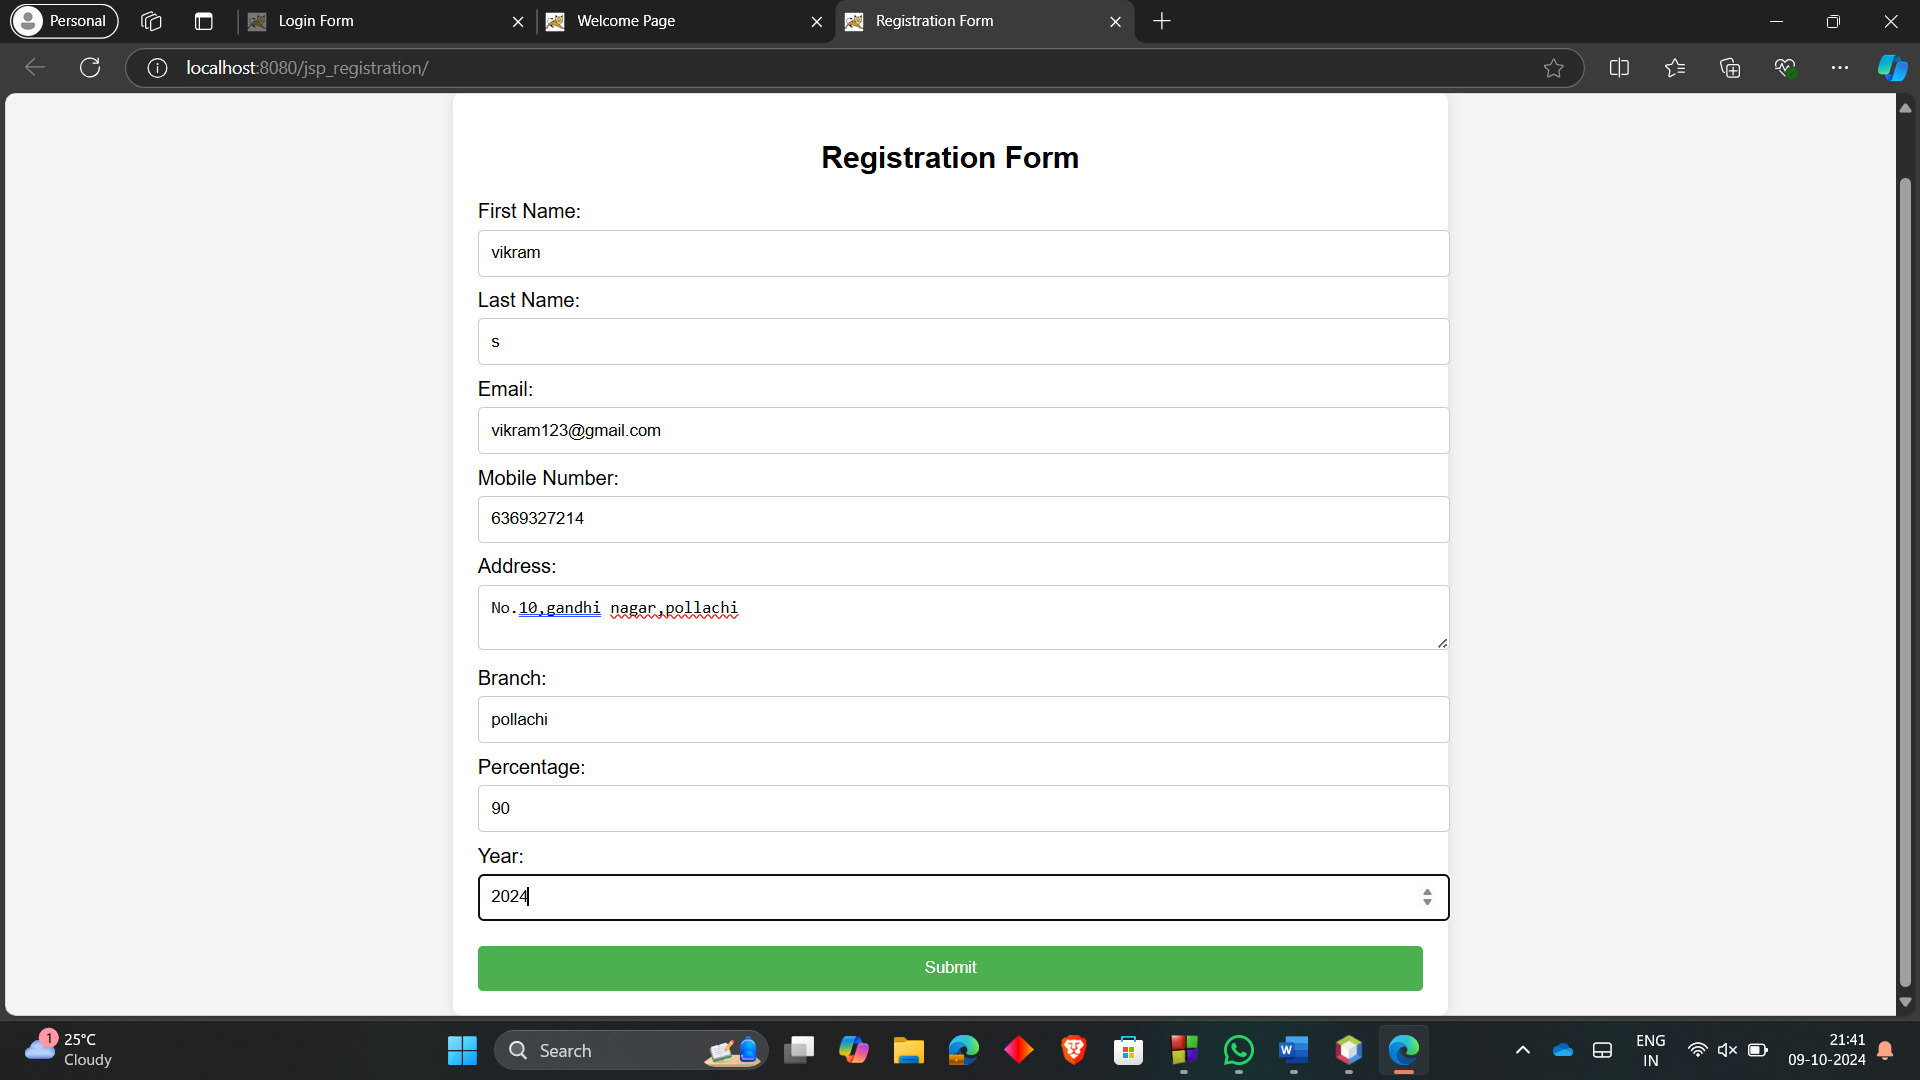 Personal
Login Form
Welcome Page
Registration Form
localhost:8080/jsp_registration/
Registration Form
First Name:
vikram
Last Name:
s
Email:
vikram123@gmail.com
Mobile Number:
6369327214
Address:
No.10,gandhi nagar,pollachi
Branch:
pollachi
Percentage:
90
Year:
2024
Submit
1
25°C
Cloudy
Search
W
ENG
IN
21:41
09-10-2024